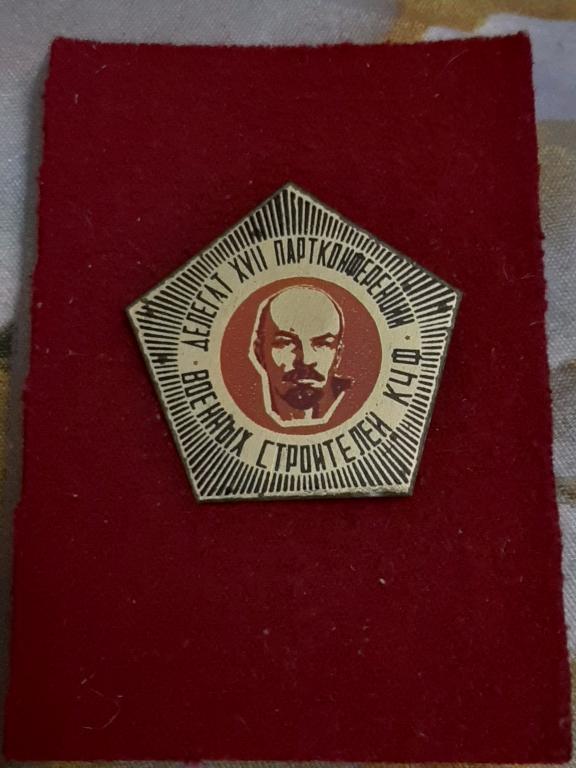 ДЕЛЕГАТ XVII ПАРТКОНФЕРЕНЦИИ
ВОЕННЫХ СТРОИТЕЛЕЙ КЧФ